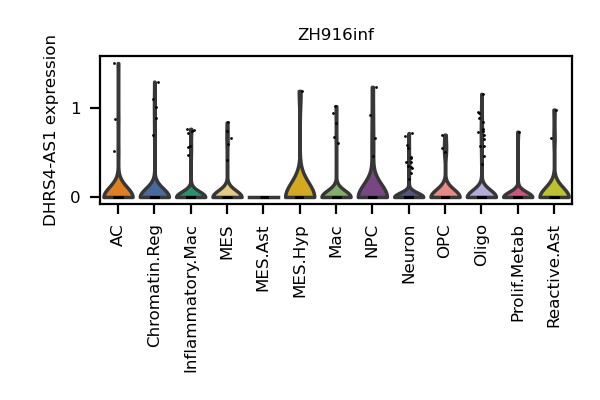 ZH916inf
DHRS4-AS1 expression
1
0
AC
Chromatin.Reg
Inflammatory.Mac
MES
MES.Ast
MES.Hyp
Mac
NPC
Neuron
OPC
Oligo
Prolif.Metab
Reactive.Ast